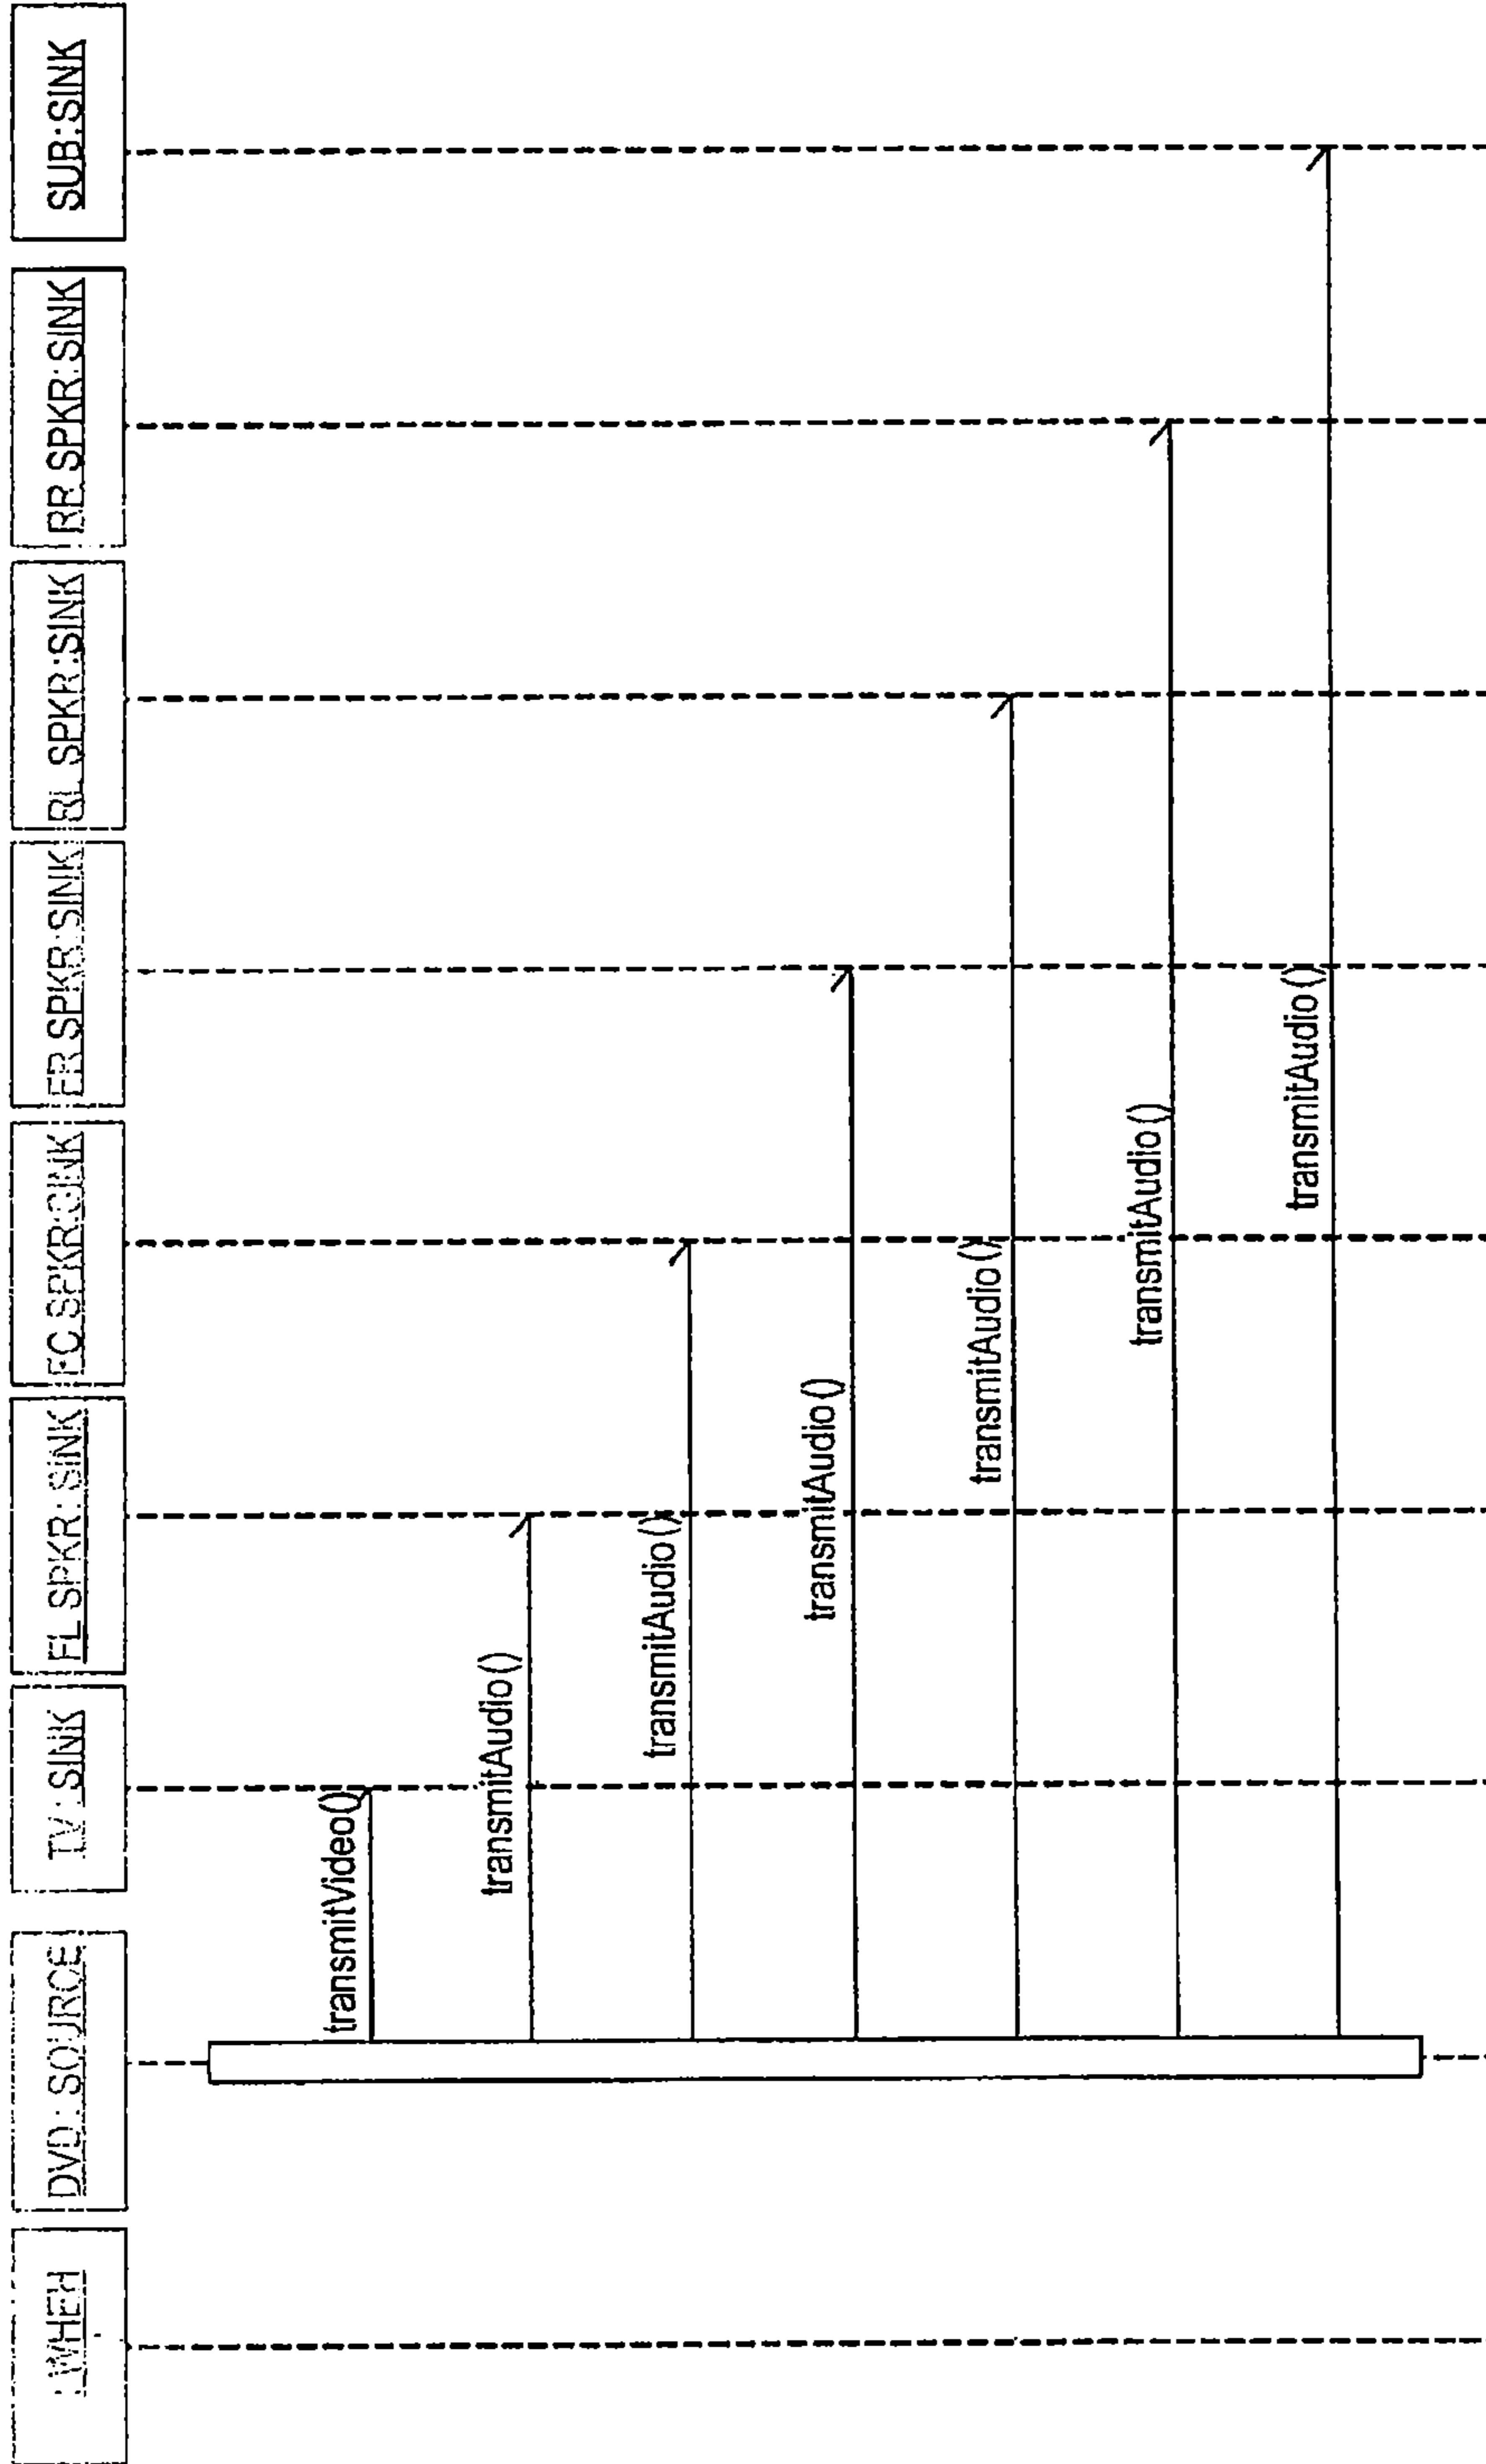 :WHEH
DVD : SOURCE
TV : SINK
FL SPKR : SINK
FC SPKR:SINK
FR SPKR:SINK
RL SPKR:SINK
RR SPKR:SINK
SUB:SINK
transmitVideo()
transmitAudio()
transmitAudio()
transmitAudio()
transmitAudio()
transmitAudio()
transmitAudio()